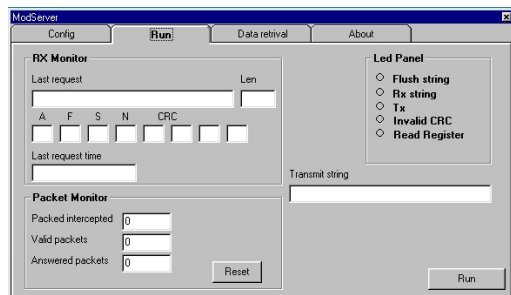 ModServer
Config Run Data retrival About
RX Monitor
Last request Len
A F S N CRC
Last request time
Packet Monitor
Packed intercepted 0
Valid packets 0
Answered packets 0
Reset
Led Panel
Flush string
Rx string
Tx
Invalid CRC
Read Register
Transmit string
Run